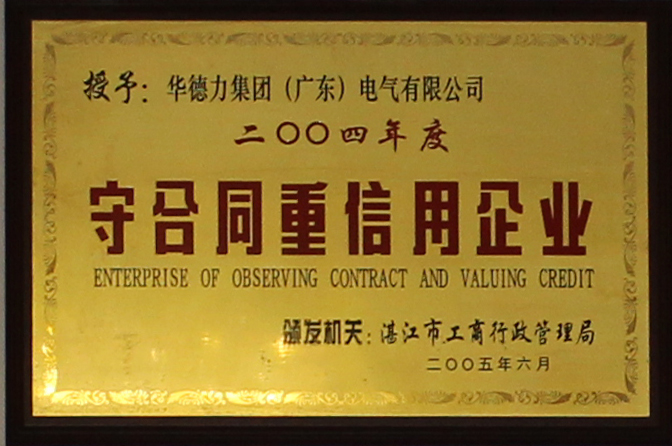 授予：华德力集团（广东）电气有限公司
二〇〇四年度
守合同重信用企业
ENTERPRISE OF OBSERVING CONTRACT AND VALUING CREDIT
颁发机关：湛江市工商行政管理局
二〇〇五年六月